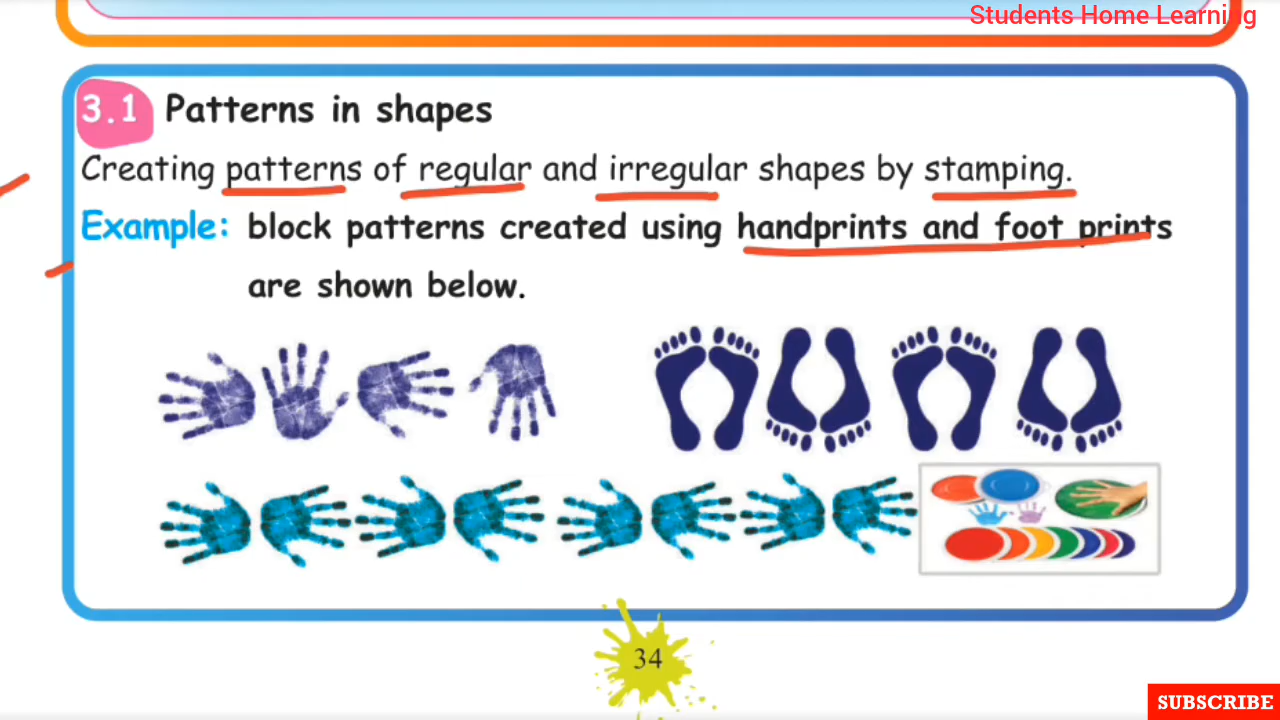 Students Home Learning
3.1 Patterns in shapes
Creating patterns of regular and irregular shapes by stamping.
Example: block patterns created using handprints and foot prints
are shown below.
34
SUBSCRIBE